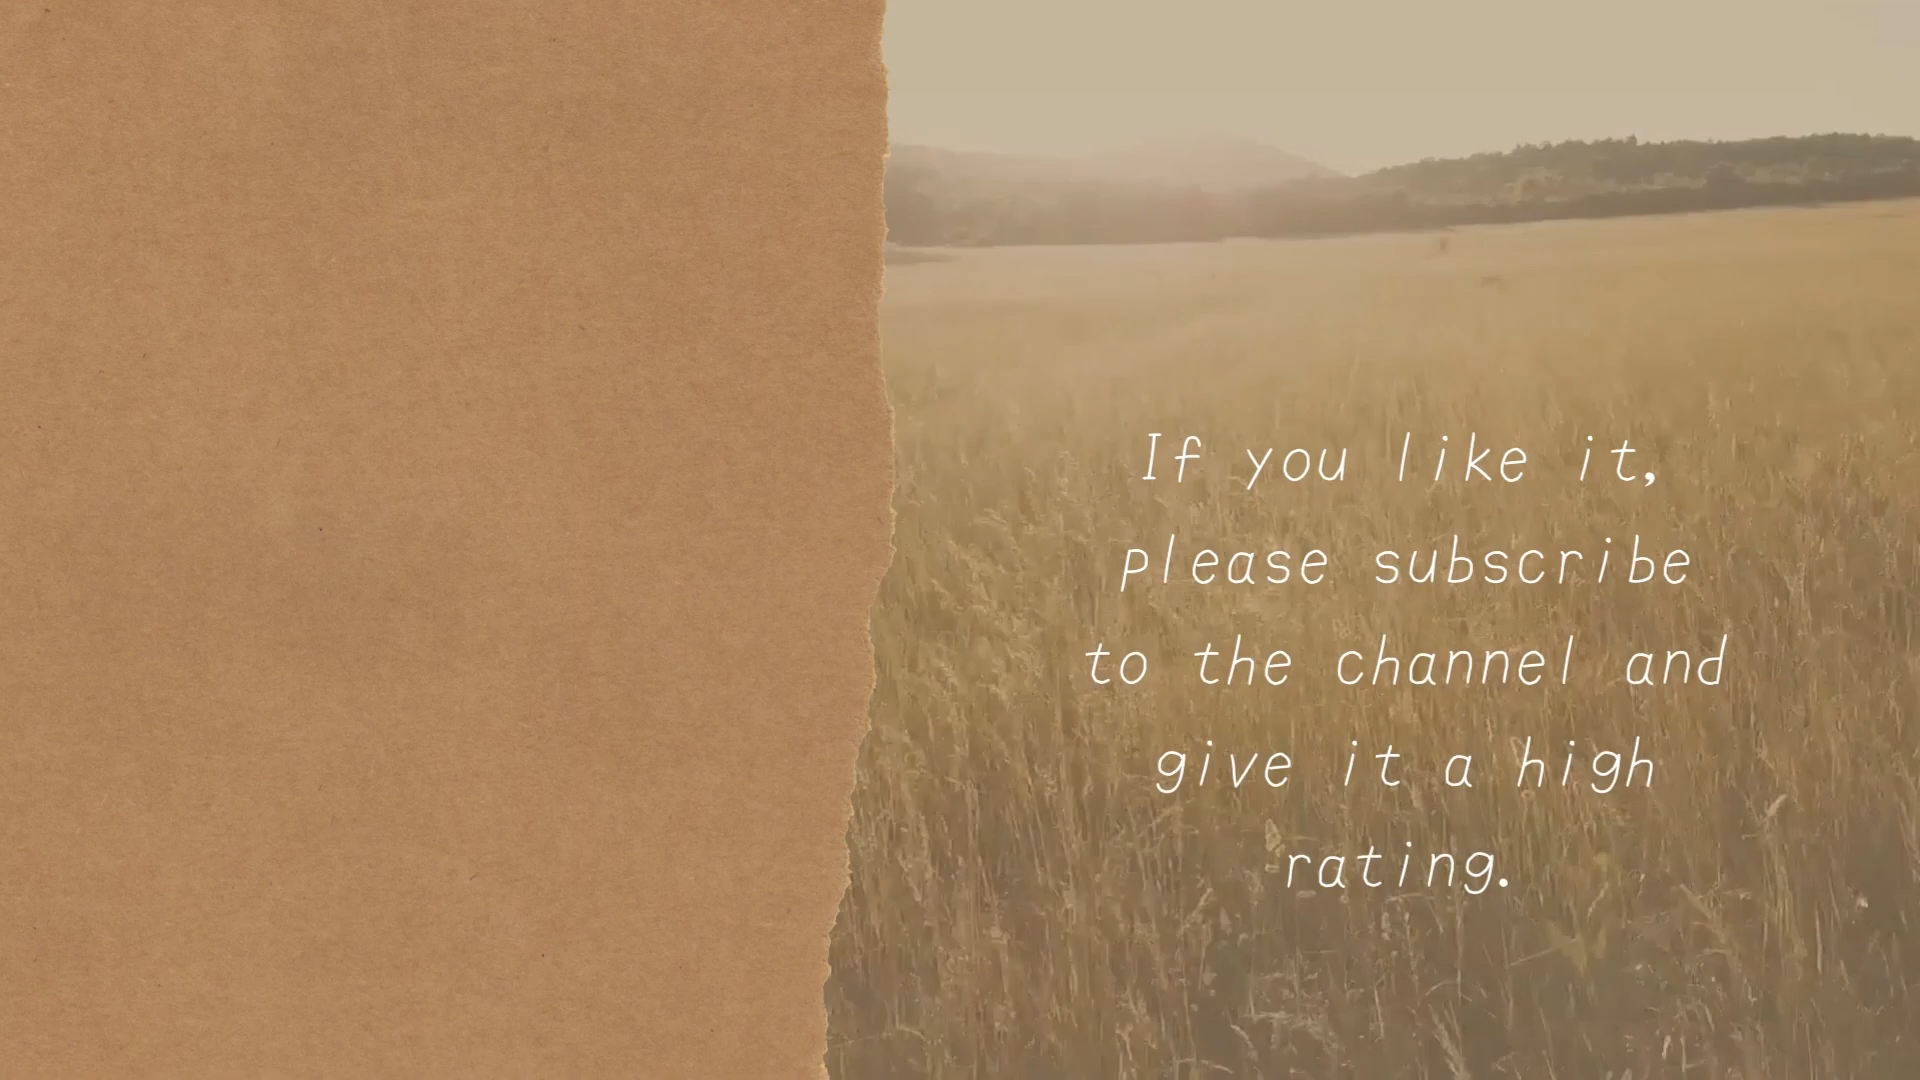 If you like it,
please subscribe
to the channel and
give it a high
rating.